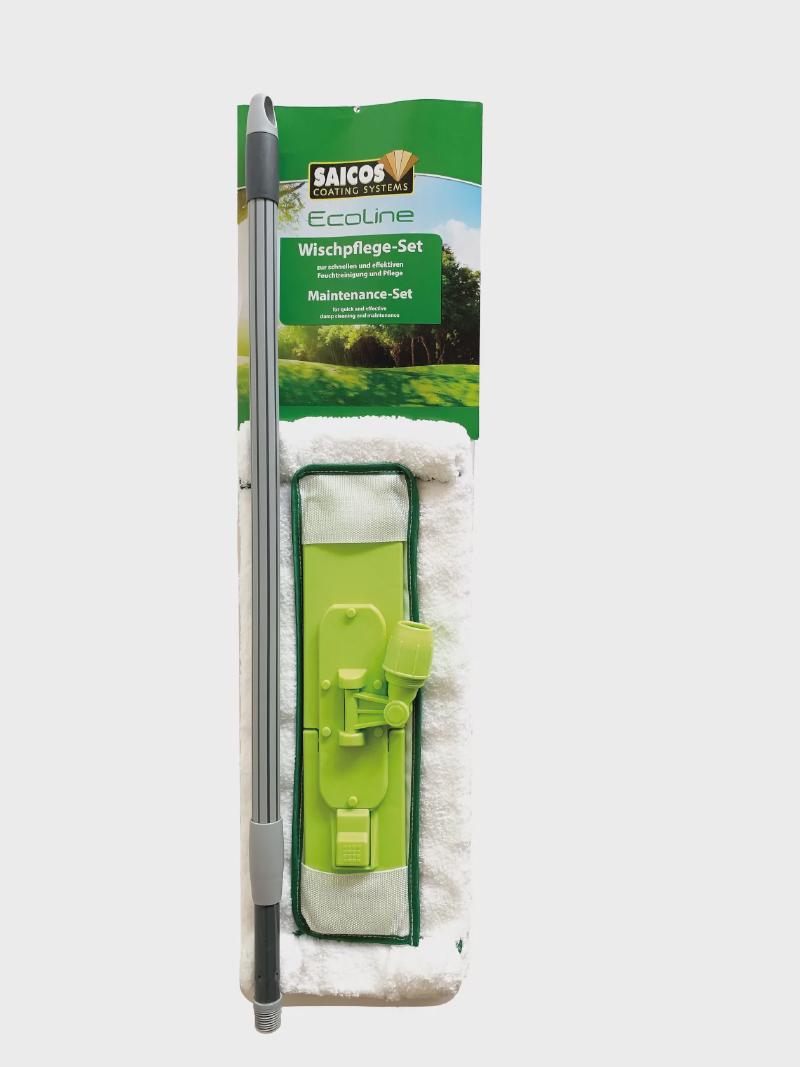 SAICOS
COATING SYSTEMS
EcoLine
Wischpflege-Set
zur schnellen und effektiven
Feuchtreinigung und Pflege
Maintenance-Set
for quick and effective
damp cleaning and maintenance